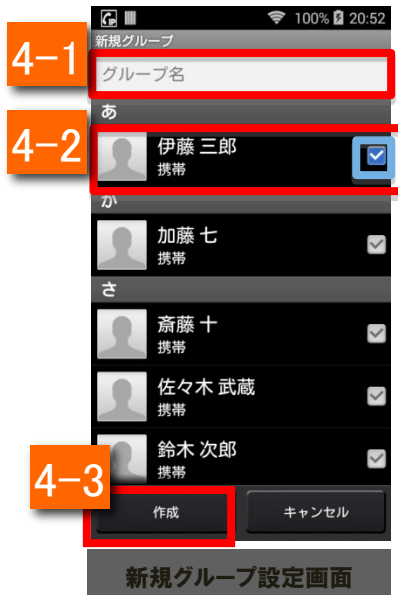 100% 20:52
新規グループ
4-1
グループ名
あ
4-2
伊藤 三郎
携帯
か
加藤 七
携帯
さ
斎藤 十
携帯
佐々木 武蔵
携帯
鈴木 次郎
携帯
4-3
作成 キャンセル
新規グループ設定画面